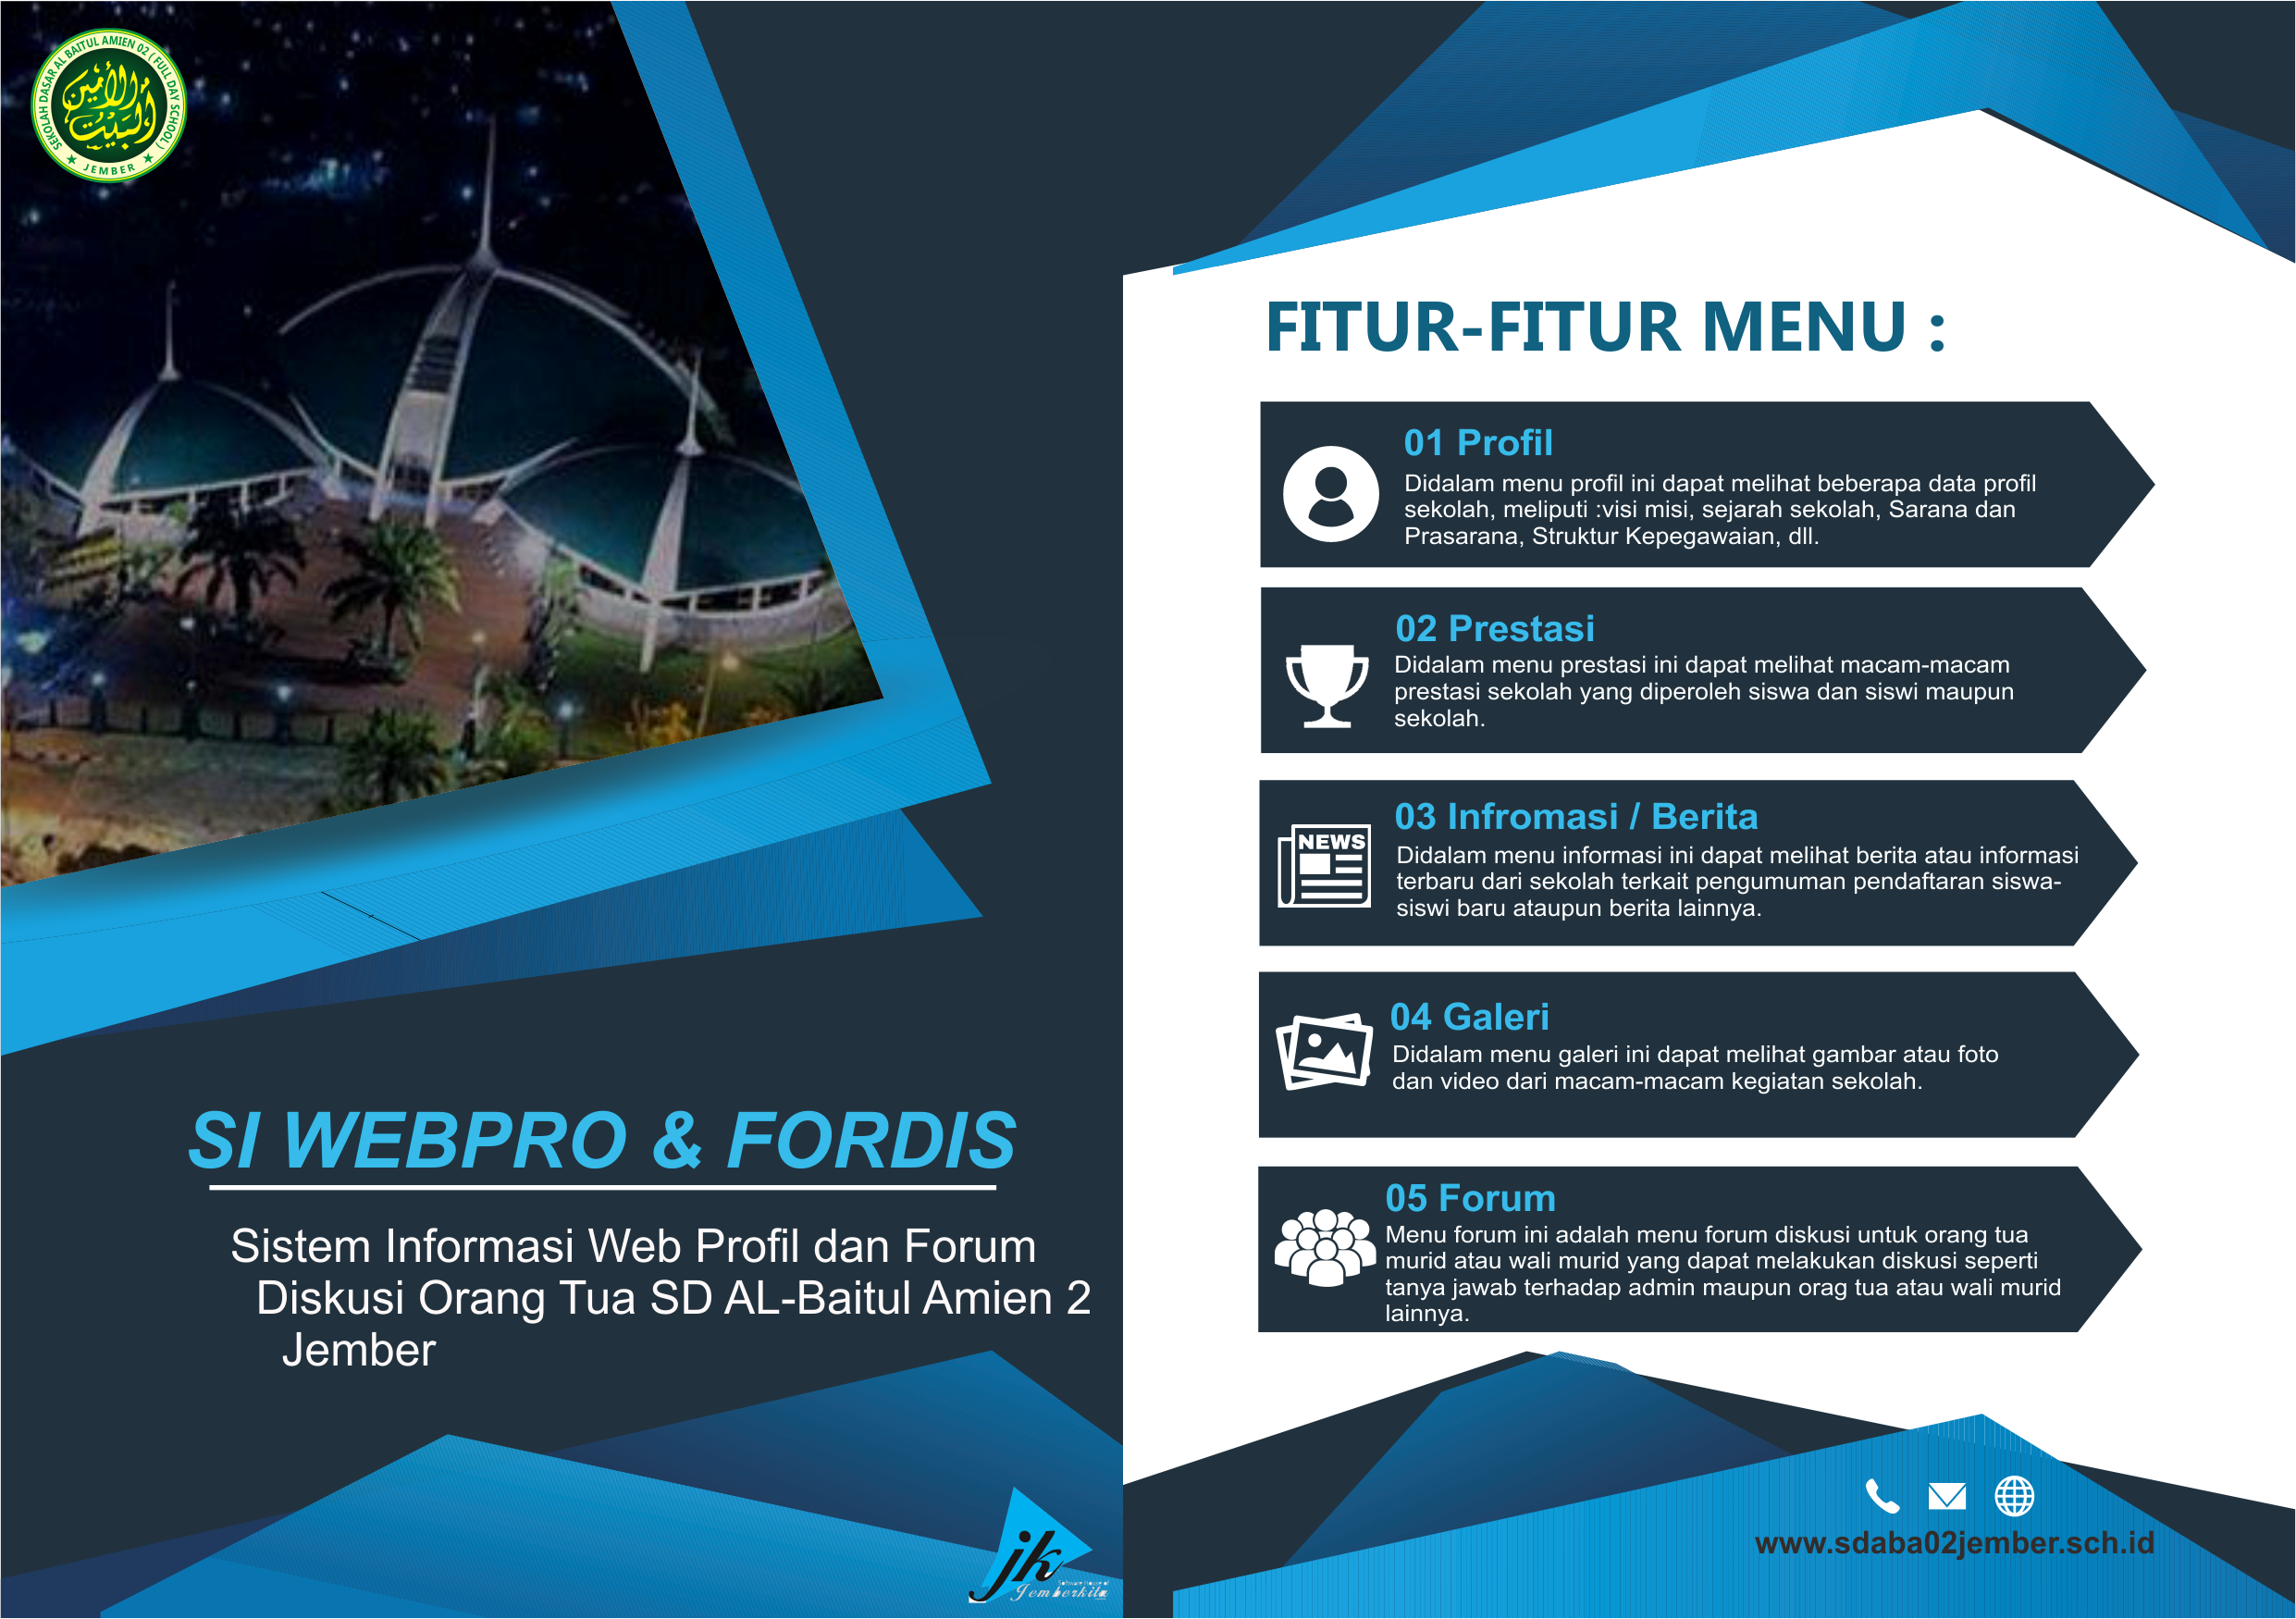 SEKOLAH DASAR AL BAITUL AMIEN 02 ( FULL DAY SCHOOL )
البيت الأمين
★ JEMBER ★
SI WEBPRO & FORDIS
Sistem Informasi Web Profil dan Forum
Diskusi Orang Tua SD AL-Baitul Amien 2
Jember
jk
Software House of
Jemberkita
FITUR-FITUR MENU :
01 Profil
Didalam menu profil ini dapat melihat beberapa data profil
sekolah, meliputi :visi misi, sejarah sekolah, Sarana dan
Prasarana, Struktur Kepegawaian, dll.
02 Prestasi
Didalam menu prestasi ini dapat melihat macam-macam
prestasi sekolah yang diperoleh siswa dan siswi maupun
sekolah.
NEWS
03 Infromasi / Berita
Didalam menu informasi ini dapat melihat berita atau informasi
terbaru dari sekolah terkait pengumuman pendaftaran siswa-
siswi baru ataupun berita lainnya.
04 Galeri
Didalam menu galeri ini dapat melihat gambar atau foto
dan video dari macam-macam kegiatan sekolah.
05 Forum
Menu forum ini adalah menu forum diskusi untuk orang tua
murid atau wali murid yang dapat melakukan diskusi seperti
tanya jawab terhadap admin maupun orag tua atau wali murid
lainnya.
www.sdaba02jember.sch.id